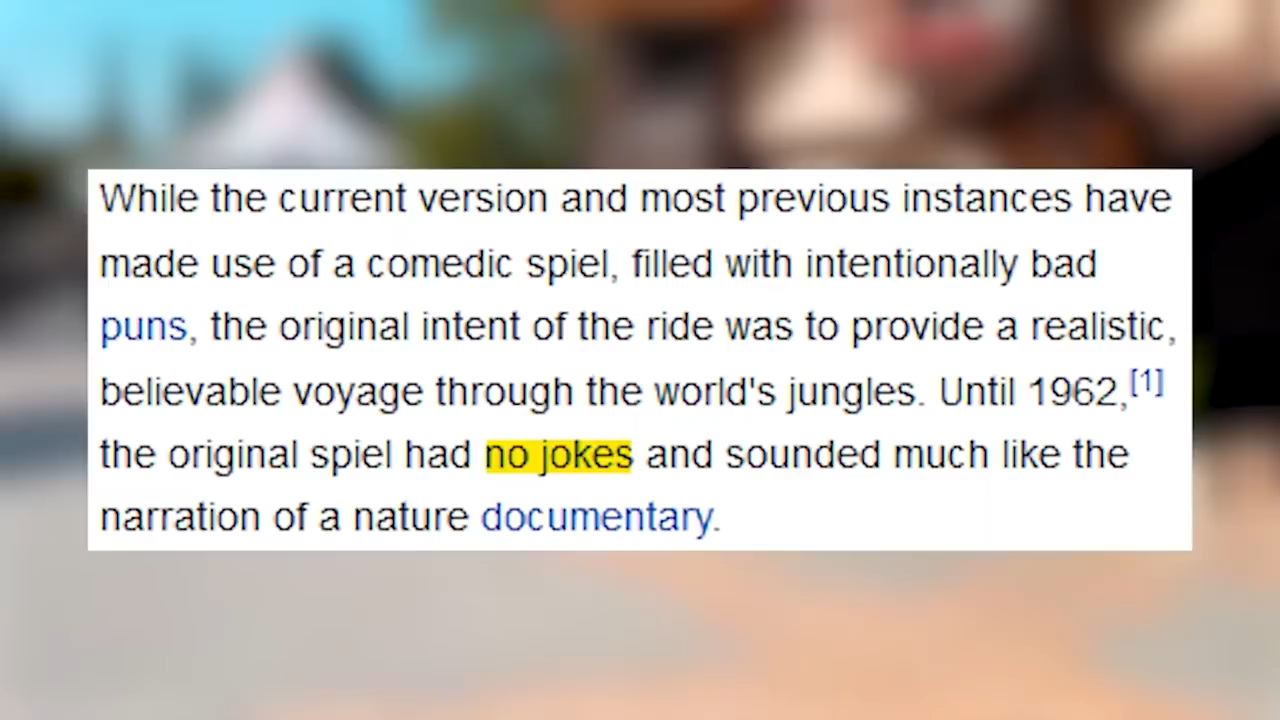 While the current version and most previous instances have
made use of a comedic spiel, filled with intentionally bad
puns, the original intent of the ride was to provide a realistic,
believable voyage through the world's jungles. Until 1962,[1]
the original spiel had no jokes and sounded much like the
narration of a nature documentary.